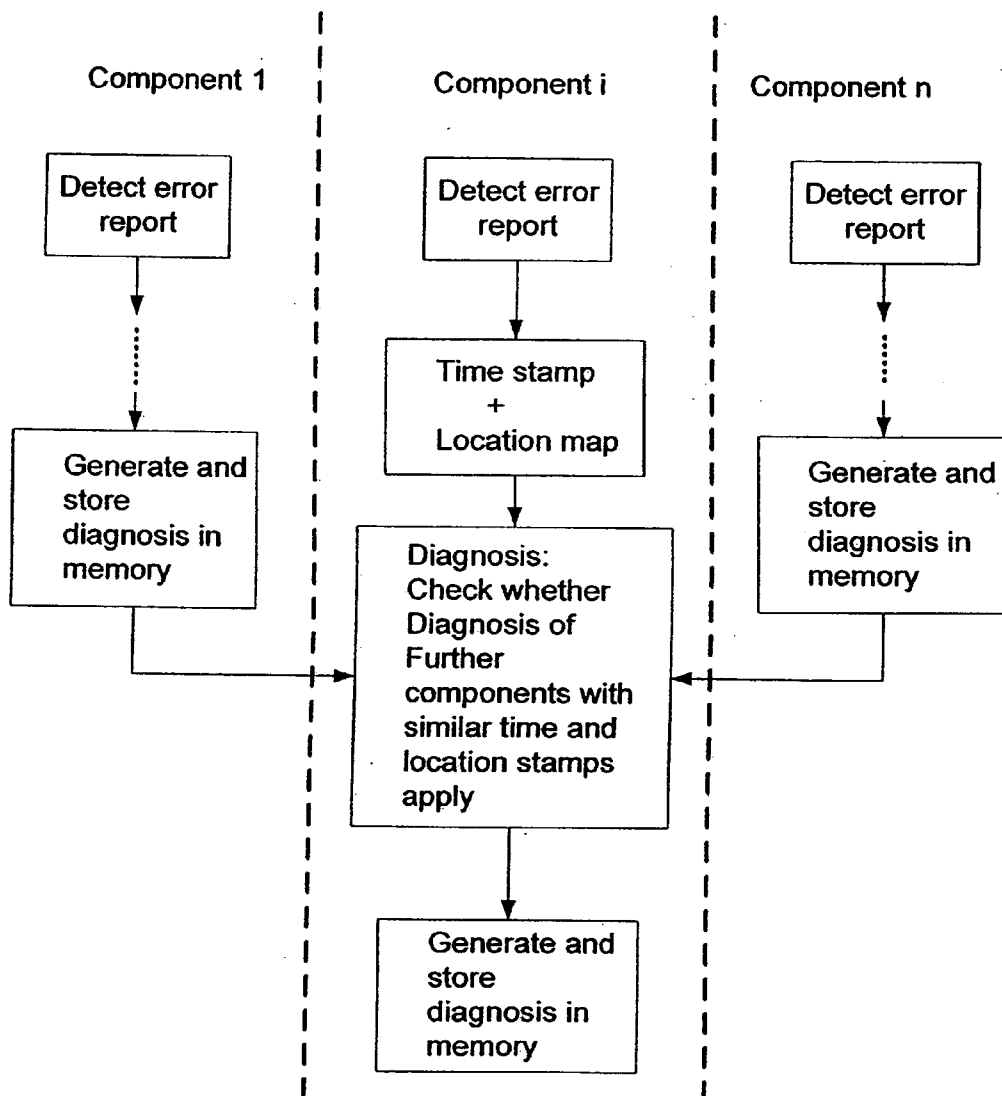 Component 1
Component i
Component n
Detect error
report
Detect error
report
Detect error
report
Time stamp
+
Location map
Generate and
store
diagnosis in
memory
Generate and
store
diagnosis in
memory
Diagnosis:
Check whether
Diagnosis of
Further
components with
similar time and
location stamps
apply
Generate and
store
diagnosis in
memory